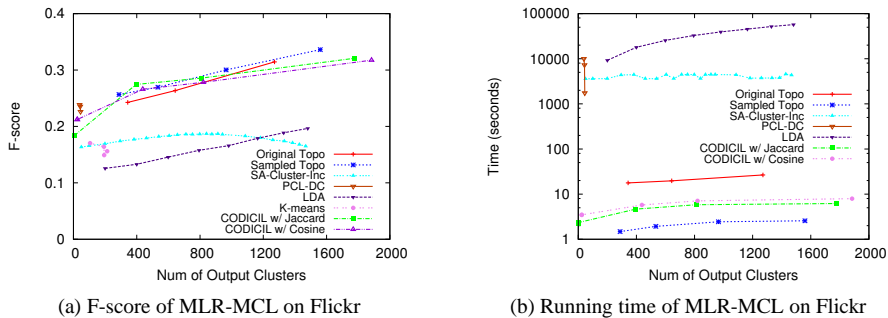 0.4
0.3
0.2
0.1
0
F-score
0 400 800 1200 1600 2000
Num of Output Clusters
Original Topo
Sampled Topo
SA-Cluster-Inc
PCL-DC
LDA
K-means
CODICIL w/ Jaccard
CODICIL w/ Cosine
(a) F-score of MLR-MCL on Flickr
100000
10000
1000
100
10
1
Time (seconds)
0 400 800 1200 1600 2000
Num of Output Clusters
Original Topo
Sampled Topo
SA-Cluster-Inc
PCL-DC
LDA
CODICIL w/ Jaccard
CODICIL w/ Cosine
(b) Running time of MLR-MCL on Flickr